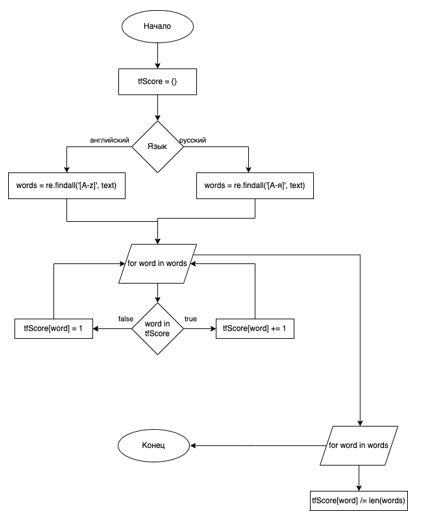 Начало
tfScore = {}
английский
русский
Язык
words = re.findall('[A-z]', text)
words = re.findall('[А-я]', text)
for word in words
false
true
word in
tfScore
tfScore[word] = 1
tfScore[word] += 1
Конец
for word in words
tfScore[word] /= len(words)